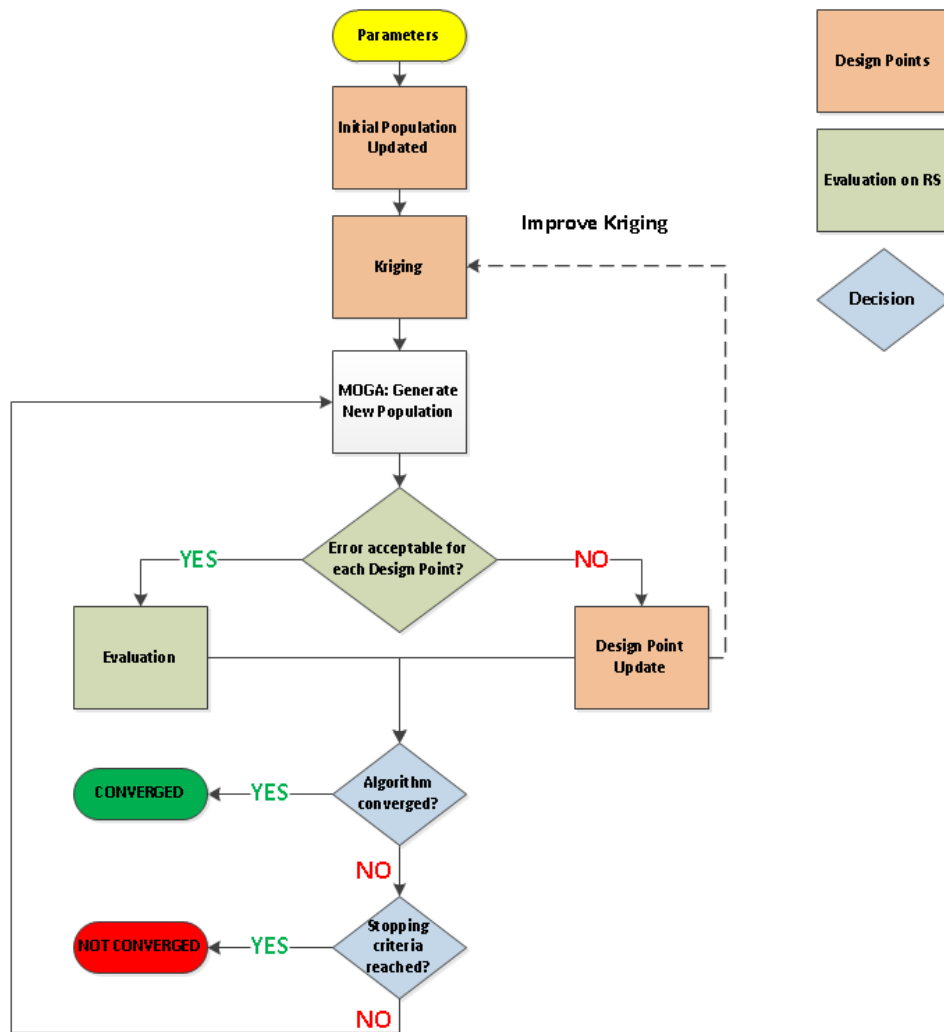 Parameters
Initial Population
Updated
Kriging
Improve Kriging
MOGA: Generate
New Population
Error acceptable for
each Design Point?
YES
NO
Evaluation
Design Point
Update
Algorithm
converged?
YES
CONVERGED
NO
Stopping
criteria
reached?
YES
NOT CONVERGED
NO
Design Points
Evaluation on RS
Decision